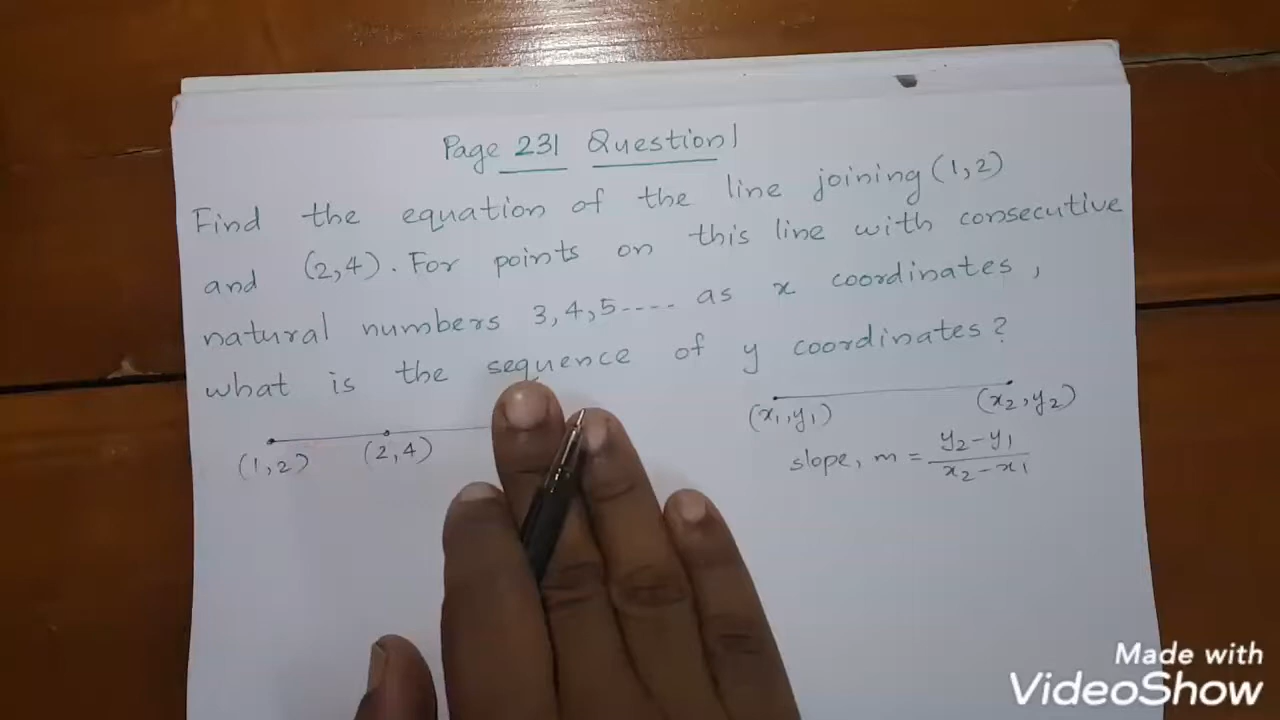 Page 231 Question 1
Find the equation of the line joining (1,2)
and (2,4). For points on this line with consecutive
natural numbers 3,4,5---- as x coordinates,
what is the sequence of y coordinates?
(1,2) (2,4)
(x₁,y₁) (x₂,y₂)
slope, m = y₂-y₁
x₂-x₁
Made with
VideoShow